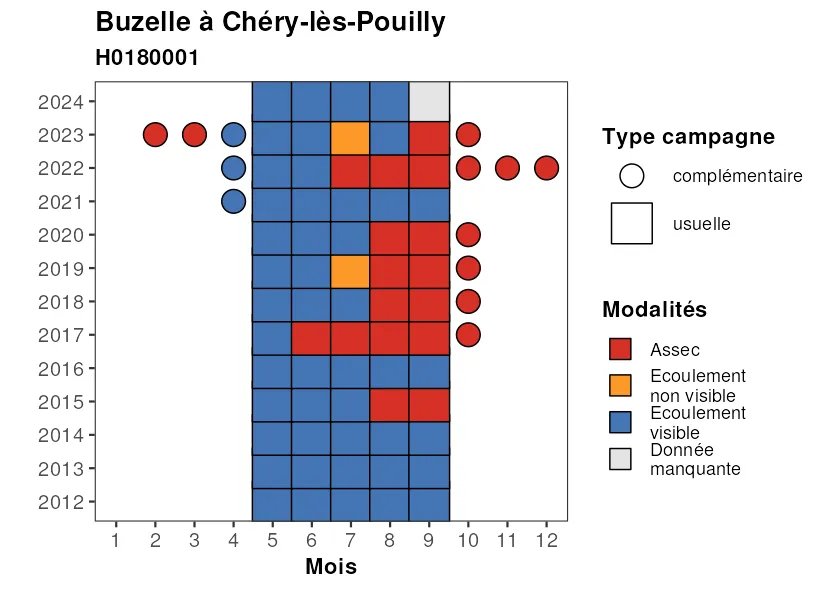 Buzelle à Chéry-lès-Pouilly
H0180001
2024
2023
2022
2021
2020
2019
2018
2017
2016
2015
2014
2013
2012
1 2 3 4 5 6 7 8 9 10 11 12
Mois
Type campagne
complémentaire
usuelle
Modalités
Assec
Ecoulement
non visible
Ecoulement
visible
Donnée
manquante